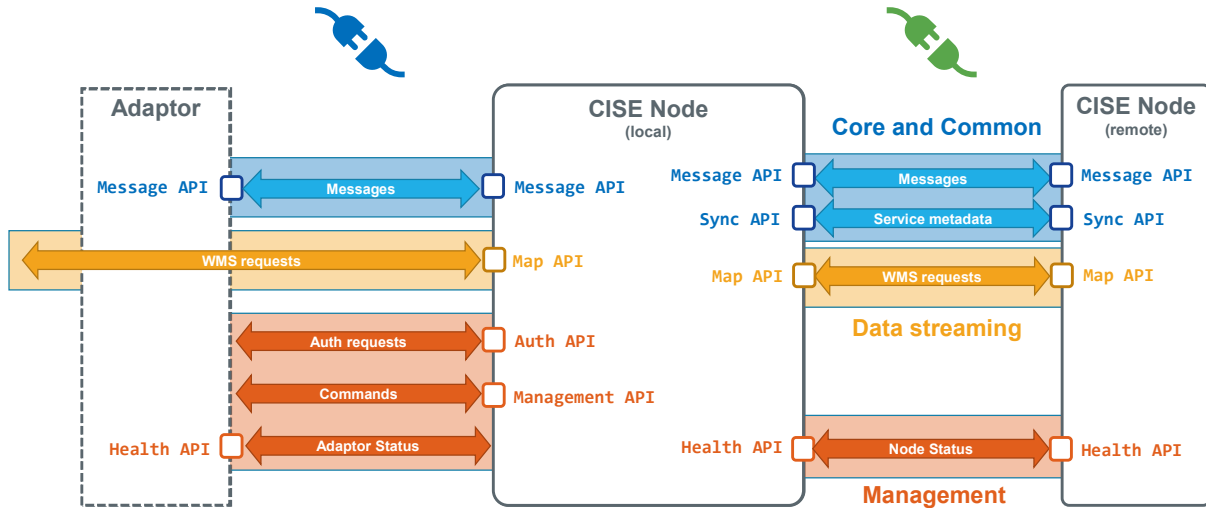 Adaptor
CISE Node
(local)
CISE Node
(remote)
Core and Common
Message API
Messages
Message API
Message API
Messages
Message API
Sync API
Service metadata
Sync API
WMS requests
Map API
Map API
WMS requests
Map API
Data streaming
Auth requests
Auth API
Commands
Management API
Health API
Adaptor Status
Health API
Node Status
Health API
Management